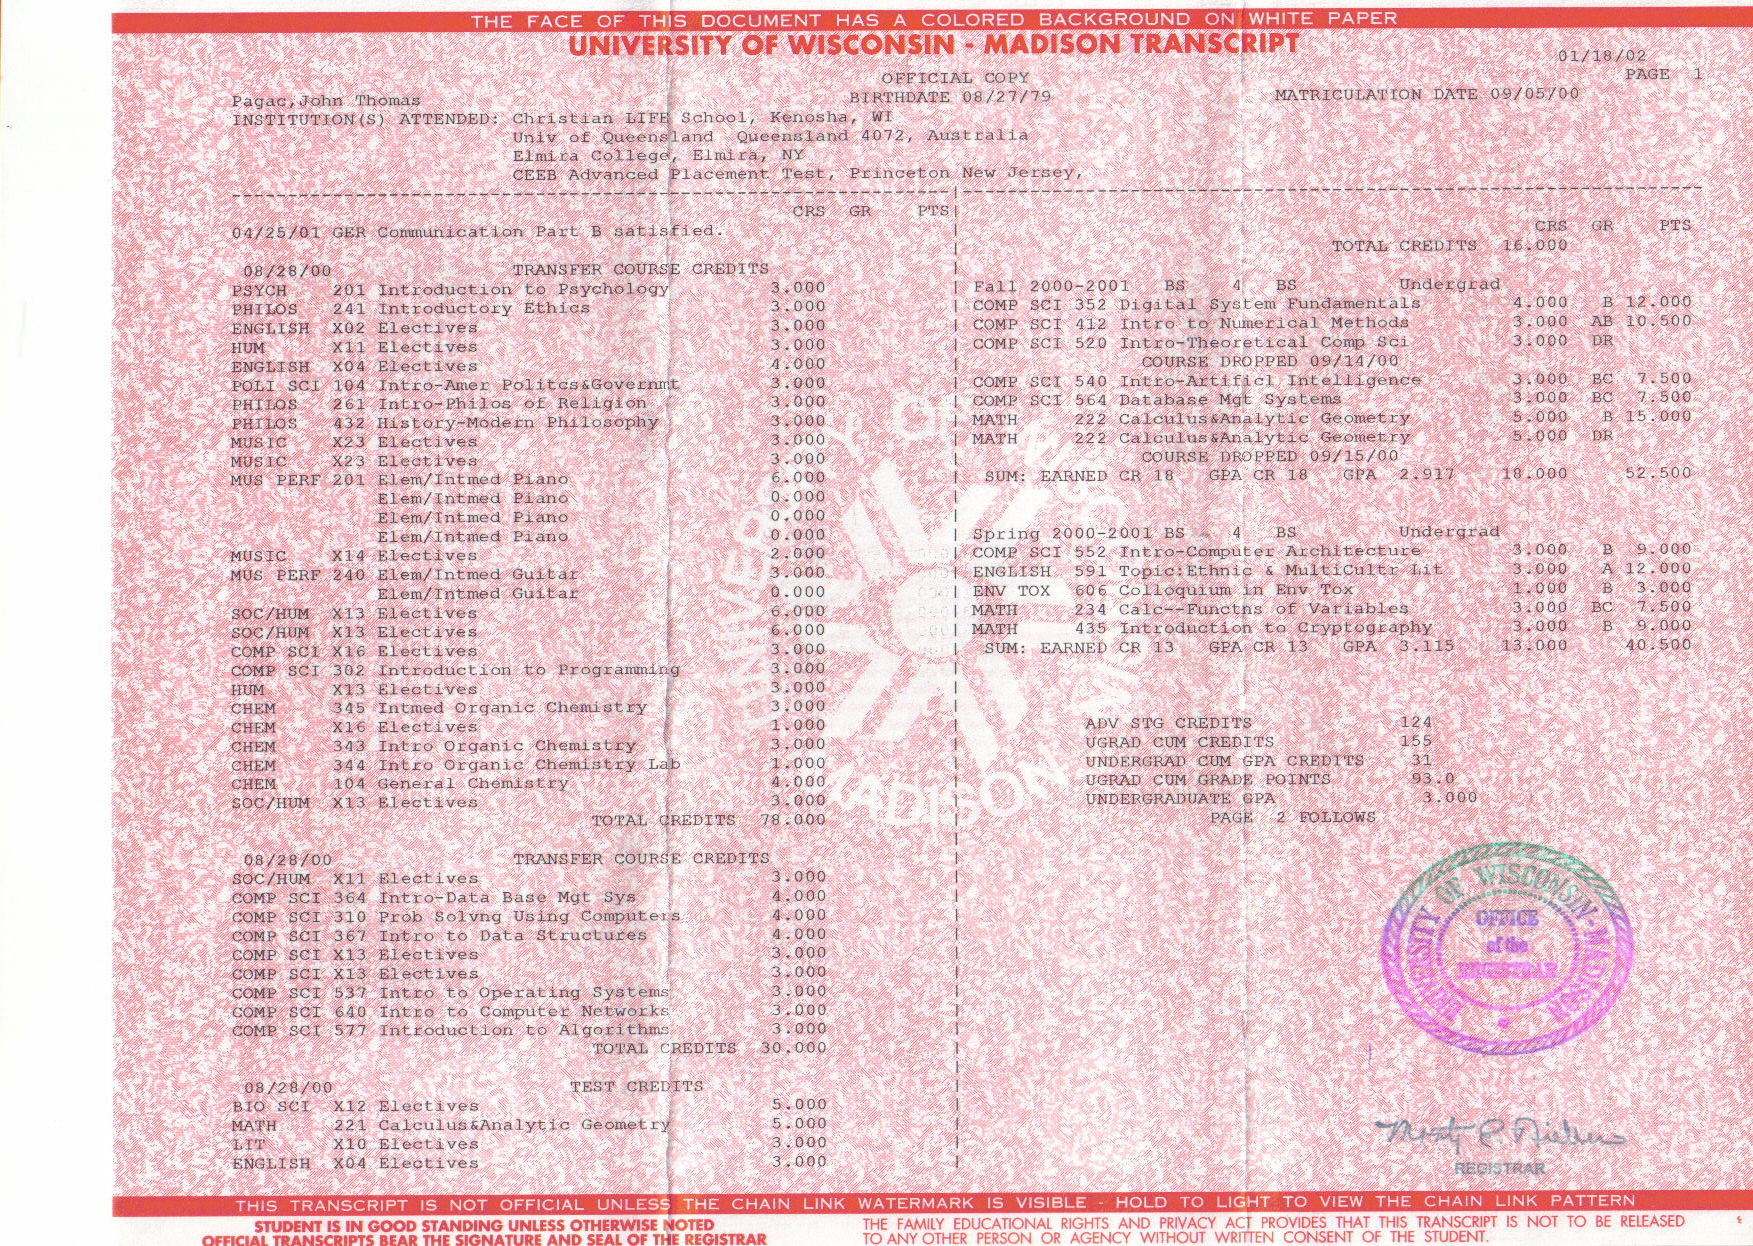 THE FACE OF THIS DOCUMENT HAS A COLORED BACKGROUND ON WHITE PAPER
UNIVERSITY OF WISCONSIN - MADISON TRANSCRIPT
01/18/02
OFFICIAL COPY PAGE 1
Pagac,John Thomas BIRTHDATE 08/27/79 MATRICULATION DATE 09/05/00
INSTITUTION(S) ATTENDED: Christian LIFE School, Kenosha, WI
Univ of Queensland Queensland 4072, Australia
Elmira College, Elmira, NY
CEEB Advanced Placement Test, Princeton New Jersey,
CRS GR PTS
04/25/01 GER Communication Part B satisfied.
08/28/00 TRANSFER COURSE CREDITS
PSYCH 201 Introduction to Psychology 3.000
PHILOS 241 Introductory Ethics 3.000
ENGLISH X02 Electives 3.000
HUM X11 Electives 3.000
ENGLISH X04 Electives 4.000
POLI SCI 104 Intro-Amer Politcs&Governmt 3.000
PHILOS 261 Intro-Philos of Religion 3.000
PHILOS 432 History-Modern Philosophy 3.000
MUSIC X23 Electives 3.000
MUSIC X23 Electives 3.000
MUS PERF 201 Elem/Intmed Piano 6.000
Elem/Intmed Piano 0.000
Elem/Intmed Piano 0.000
Elem/Intmed Piano 0.000
MUSIC X14 Electives 2.000
MUS PERF 240 Elem/Intmed Guitar 3.000
Elem/Intmed Guitar 0.000
SOC/HUM X13 Electives 6.000
SOC/HUM X13 Electives 6.000
COMP SCI X16 Electives 3.000
COMP SCI 302 Introduction to Programming 3.000
HUM X13 Electives 3.000
CHEM 345 Intmed Organic Chemistry 3.000
CHEM X16 Electives 1.000
CHEM 343 Intro Organic Chemistry 3.000
CHEM 344 Intro Organic Chemistry Lab 1.000
CHEM 104 General Chemistry 4.000
SOC/HUM X13 Electives 3.000
TOTAL CREDITS 78.000
08/28/00 TRANSFER COURSE CREDITS
SOC/HUM X11 Electives 3.000
COMP SCI 364 Intro-Data Base Mgt Sys 4.000
COMP SCI 310 Prob Solvng Using Computers 4.000
COMP SCI 367 Intro to Data Structures 4.000
COMP SCI X13 Electives 3.000
COMP SCI X13 Electives 3.000
COMP SCI 537 Intro to Operating Systems 3.000
COMP SCI 640 Intro to Computer Networks 3.000
COMP SCI 577 Introduction to Algorithms 3.000
TOTAL CREDITS 30.000
08/28/00 TEST CREDITS
BIO SCI X12 Electives 5.000
MATH 221 Calculus&Analytic Geometry 5.000
LIT X10 Electives 3.000
ENGLISH X04 Electives 3.000
CRS GR PTS
TOTAL CREDITS 16.000
Fall 2000-2001 BS 4 BS Undergrad
COMP SCI 352 Digital System Fundamentals 4.000 B 12.000
COMP SCI 412 Intro to Numerical Methods 3.000 AB 10.500
COMP SCI 520 Intro-Theoretical Comp Sci 3.000 DR
COURSE DROPPED 09/14/00
COMP SCI 540 Intro-Artificl Intelligence 3.000 BC 7.500
COMP SCI 564 Database Mgt Systems 3.000 BC 7.500
MATH 222 Calculus&Analytic Geometry 5.000 B 15.000
MATH 222 Calculus&Analytic Geometry 5.000 DR
COURSE DROPPED 09/15/00
SUM: EARNED CR 18 GPA CR 18 GPA 2.917 18.000 52.500
Spring 2000-2001 BS 4 BS Undergrad
COMP SCI 552 Intro-Computer Architecture 3.000 B 9.000
ENGLISH 591 Topic:Ethnic & MultiCultr Lit 3.000 A 12.000
ENV TOX 606 Colloquium in Env Tox 1.000 B 3.000
MATH 234 Calc--Functns of Variables 3.000 BC 7.500
MATH 435 Introduction to Cryptography 3.000 B 9.000
SUM: EARNED CR 13 GPA CR 13 GPA 3.115 13.000 40.500
ADV STG CREDITS 124
UGRAD CUM CREDITS 155
UNDERGRAD CUM GPA CREDITS 31
UGRAD CUM GRADE POINTS 93.0
UNDERGRADUATE GPA 3.000
PAGE 2 FOLLOWS
UNIVERSITY OF WISCONSIN-MADISON
OFFICE
of the
REGISTRAR
REGISTRAR
THIS TRANSCRIPT IS NOT OFFICIAL UNLESS THE CHAIN LINK WATERMARK IS VISIBLE - HOLD TO LIGHT TO VIEW THE CHAIN LINK PATTERN
STUDENT IS IN GOOD STANDING UNLESS OTHERWISE NOTED
OFFICIAL TRANSCRIPTS BEAR THE SIGNATURE AND SEAL OF THE REGISTRAR
THE FAMILY EDUCATIONAL RIGHTS AND PRIVACY ACT PROVIDES THAT THIS TRANSCRIPT IS NOT TO BE RELEASED
TO ANY OTHER PERSON OR AGENCY WITHOUT WRITTEN CONSENT OF THE STUDENT.